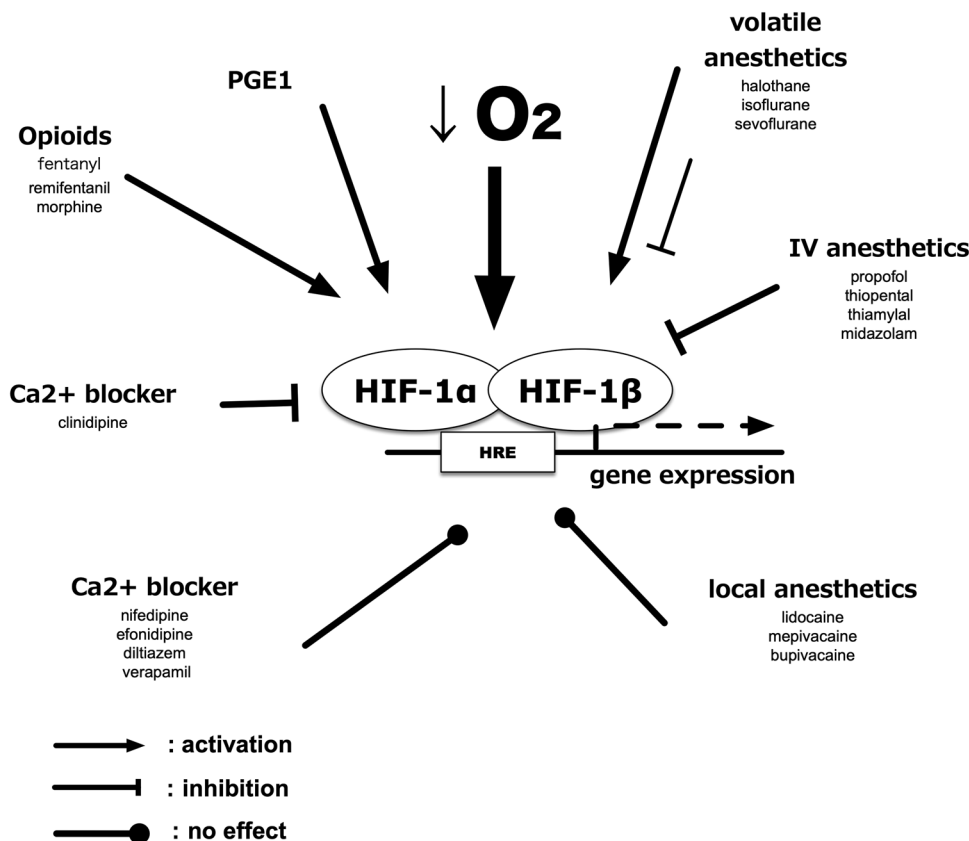 volatile
anesthetics
halothane
isoflurane
sevoflurane
PGE1
↓ O2
Opioids
fentanyl
remifentanil
morphine
IV anesthetics
propofol
thiopental
thiamylal
midazolam
Ca2+ blocker
clinidipine
HIF-1α
HIF-1β
HRE
gene expression
Ca2+ blocker
nifedipine
efonidipine
diltiazem
verapamil
local anesthetics
lidocaine
mepivacaine
bupivacaine
: activation
: inhibition
: no effect